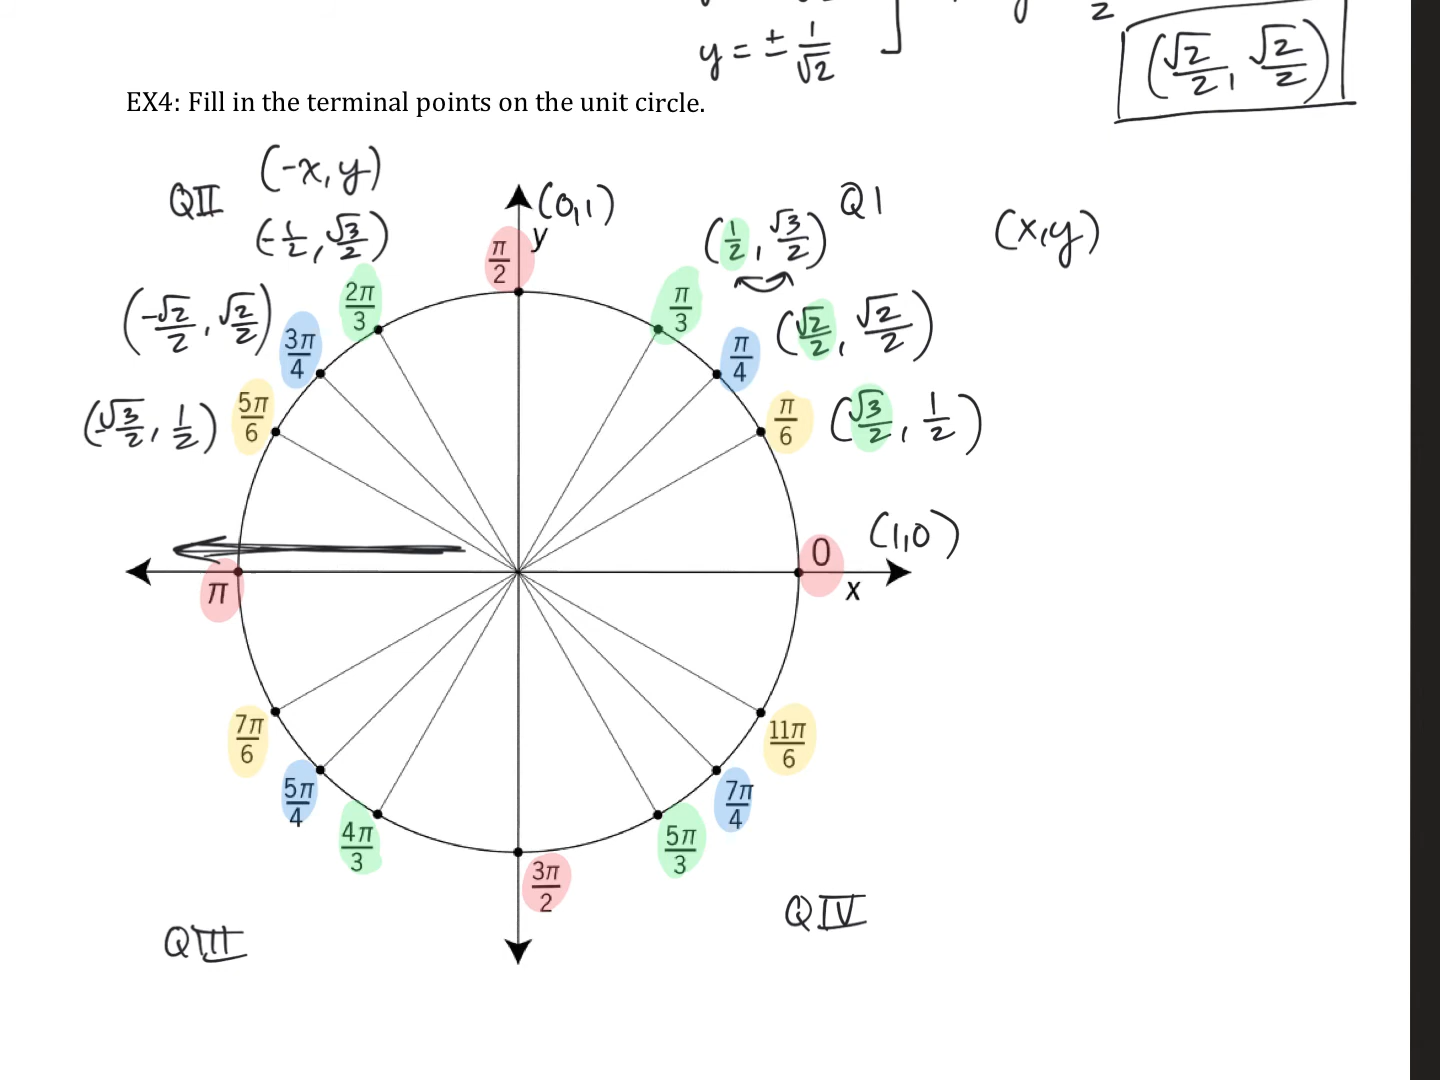 y = ± 1/√2 ]
2
(√2/2, √2/2)
EX4: Fill in the terminal points on the unit circle.
QII (-x, y)
(0,1)
Q1
(x,y)
(-1/2, √3/2)
π/2
y
(1/2, √3/2)
2π/3
π/3
(-√2/2, √2/2)
3π/4
π/4
(√2/2, √2/2)
(-√3/2, 1/2)
5π/6
π/6
(√3/2, 1/2)
0
(1,0)
π
x
7π/6
11π/6
5π/4
7π/4
4π/3
5π/3
3π/2
QIII
QIV